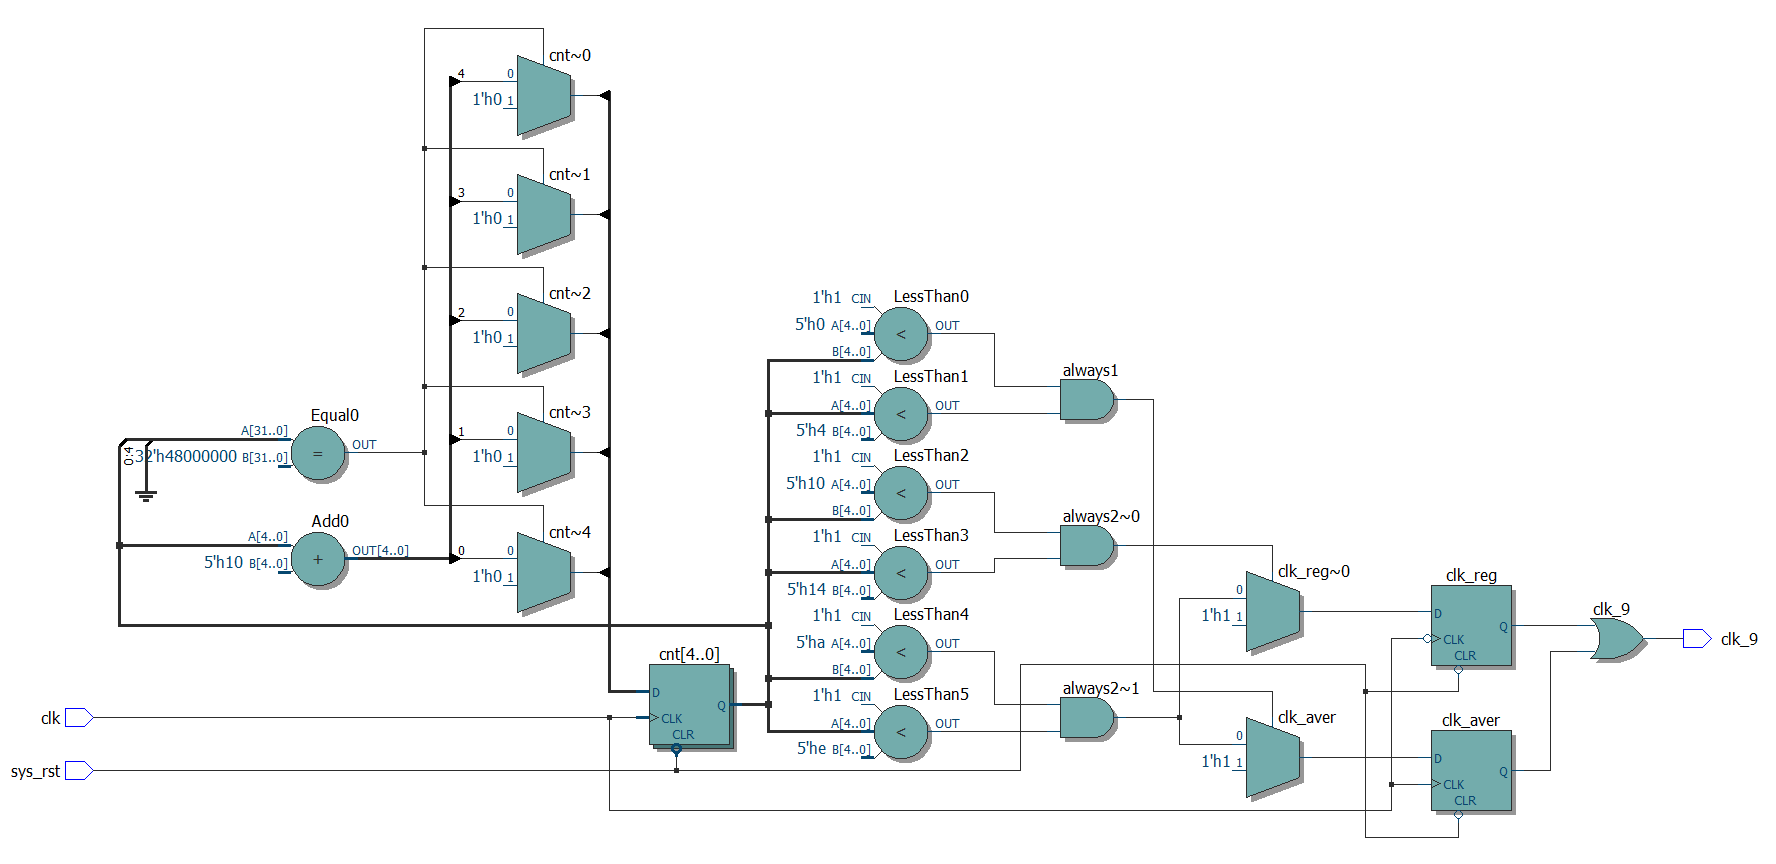 cnt~0
4
0
1'h0 1
cnt~1
3
0
1'h0 1
cnt~2
2
0
1'h0 1
cnt~3
1
0
1'h0 1
cnt~4
0
0
1'h0 1
Equal0
A[31..0]
32'h48000000 B[31..0]
OUT
=
0:4
Add0
A[4..0]
5'h10 B[4..0]
OUT[4..0]
+
cnt[4..0]
D
CLK
CLR
Q
clk
sys_rst
LessThan0
1'h1 CIN
5'h0 A[4..0]
B[4..0]
<
OUT
LessThan1
1'h1 CIN
A[4..0]
5'h4 B[4..0]
<
OUT
LessThan2
1'h1 CIN
5'h10 A[4..0]
B[4..0]
<
OUT
LessThan3
1'h1 CIN
A[4..0]
5'h14 B[4..0]
<
OUT
LessThan4
1'h1 CIN
5'ha A[4..0]
B[4..0]
<
OUT
LessThan5
1'h1 CIN
A[4..0]
5'he B[4..0]
<
OUT
always1
always2~0
always2~1
clk_reg~0
0
1'h1 1
clk_aver
0
1'h1 1
clk_reg
D
CLK
CLR
Q
clk_aver
D
CLK
CLR
Q
clk_9
clk_9